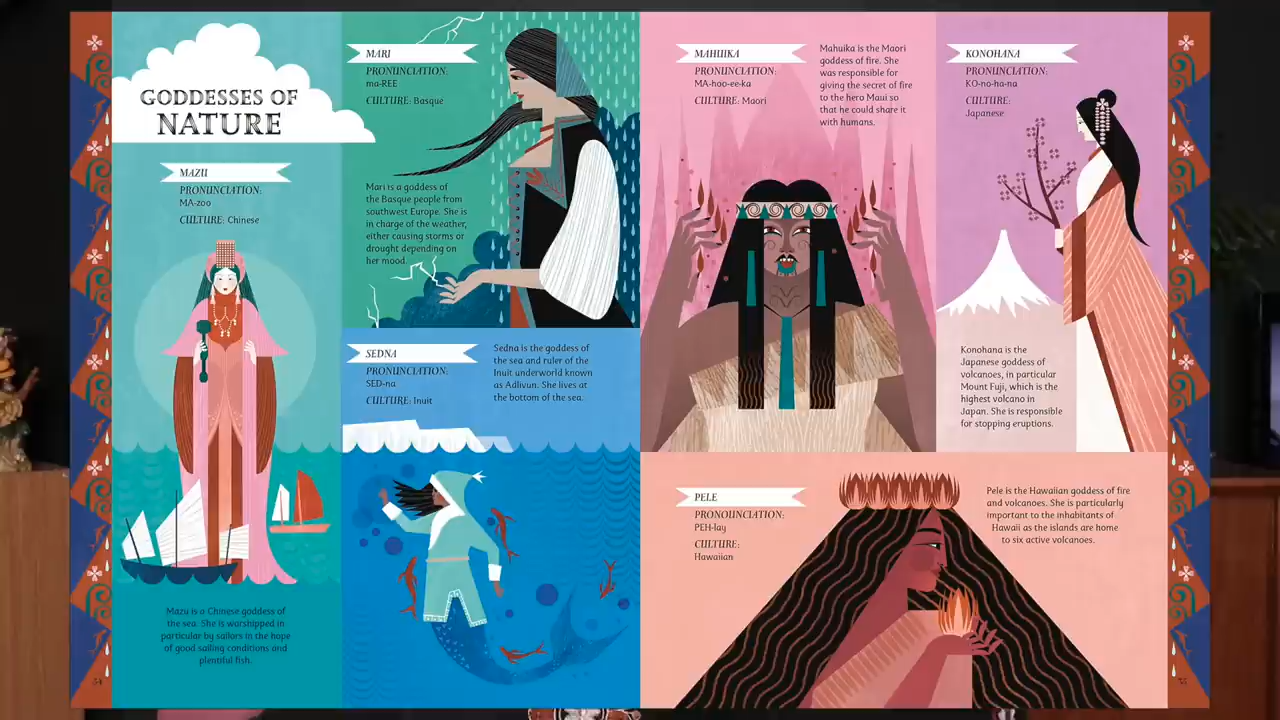 GODDESSES OF
NATURE
MAZU
PRONUNCIATION:
MA-zoo
CULTURE: Chinese
Mazu is a Chinese goddess of
the sea. She is worshipped in
particular by sailors in the hope
of good sailing conditions and
plentiful fish.
54
MARI
PRONUNCIATION:
ma-REE
CULTURE: Basque
Mari is a goddess of
the Basque people from
southwest Europe. She is
in charge of the weather,
either causing storms or
drought depending on
her mood.
SEDNA
PRONUNCIATION:
SED-na
CULTURE: Inuit
Sedna is the goddess of
the sea and ruler of the
Inuit underworld known
as Adlivun. She lives at
the bottom of the sea.
MAHUIKA
PRONUNCIATION:
MA-hoo-ee-ka
CULTURE: Maori
Mahuika is the Maori
goddess of fire. She
was responsible for
giving the secret of fire
to the hero Maui so
that he could share it
with humans.
KONOHANA
PRONUNCIATION:
KO-no-ha-na
CULTURE:
Japanese
Konohana is the
Japanese goddess of
volcanoes, in particular
Mount Fuji, which is the
highest volcano in
Japan. She is responsible
for stopping eruptions.
PELE
PRONOUNCIATION:
PEH-lay
CULTURE:
Hawaiian
Pele is the Hawaiian goddess of fire
and volcanoes. She is particularly
important to the inhabitants of
Hawaii as the islands are home
to six active volcanoes.
55